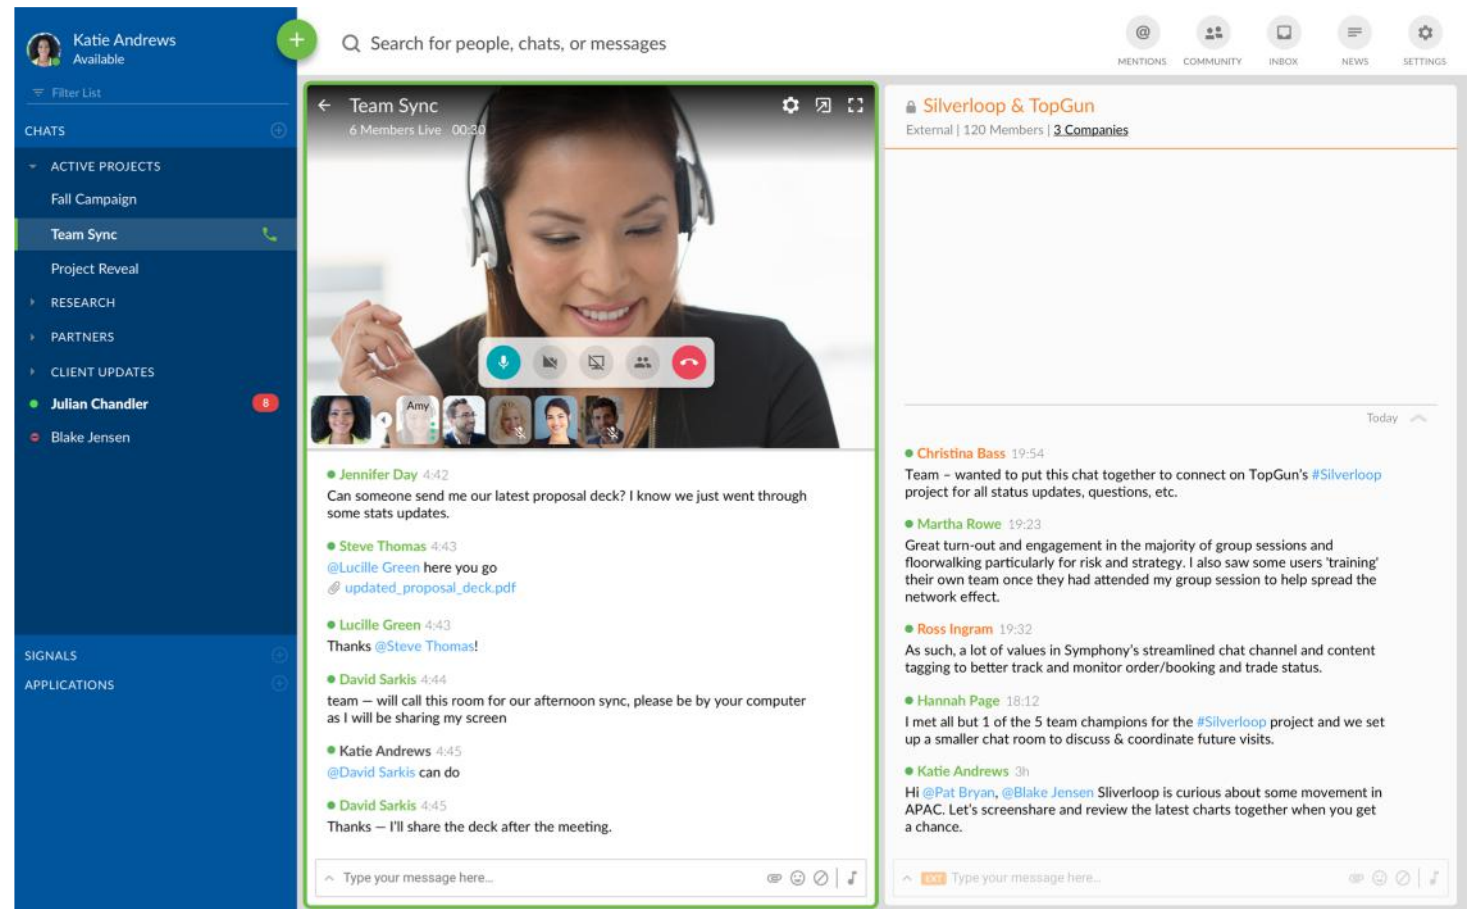 Katie Andrews
Available
Filter List
CHATS
ACTIVE PROJECTS
Fall Campaign
Team Sync
Project Reveal
RESEARCH
PARTNERS
CLIENT UPDATES
Julian Chandler 8
Blake Jensen
SIGNALS
APPLICATIONS
+
Search for people, chats, or messages
@
MENTIONS COMMUNITY INBOX NEWS SETTINGS
Team Sync
6 Members Live 00:30
Amy
Jennifer Day 4:42
Can someone send me our latest proposal deck? I know we just went through
some stats updates.
Steve Thomas 4:43
@Lucille Green here you go
updated_proposal_deck.pdf
Lucille Green 4:43
Thanks @Steve Thomas!
David Sarkis 4:44
team — will call this room for our afternoon sync, please be by your computer
as I will be sharing my screen
Katie Andrews 4:45
@David Sarkis can do
David Sarkis 4:45
Thanks — I'll share the deck after the meeting.
Type your message here...
Silverloop & TopGun
External | 120 Members | 3 Companies
Today
Christina Bass 19:54
Team – wanted to put this chat together to connect on TopGun's #Silverloop
project for all status updates, questions, etc.
Martha Rowe 19:23
Great turn-out and engagement in the majority of group sessions and
floorwalking particularly for risk and strategy. I also saw some users 'training'
their own team once they had attended my group session to help spread the
network effect.
Ross Ingram 19:32
As such, a lot of values in Symphony's streamlined chat channel and content
tagging to better track and monitor order/booking and trade status.
Hannah Page 18:12
I met all but 1 of the 5 team champions for the #Silverloop project and we set
up a smaller chat room to discuss & coordinate future visits.
Katie Andrews 3h
Hi @Pat Bryan, @Blake Jensen Sliverloop is curious about some movement in
APAC. Let's screenshare and review the latest charts together when you get
a chance.
EXT Type your message here...